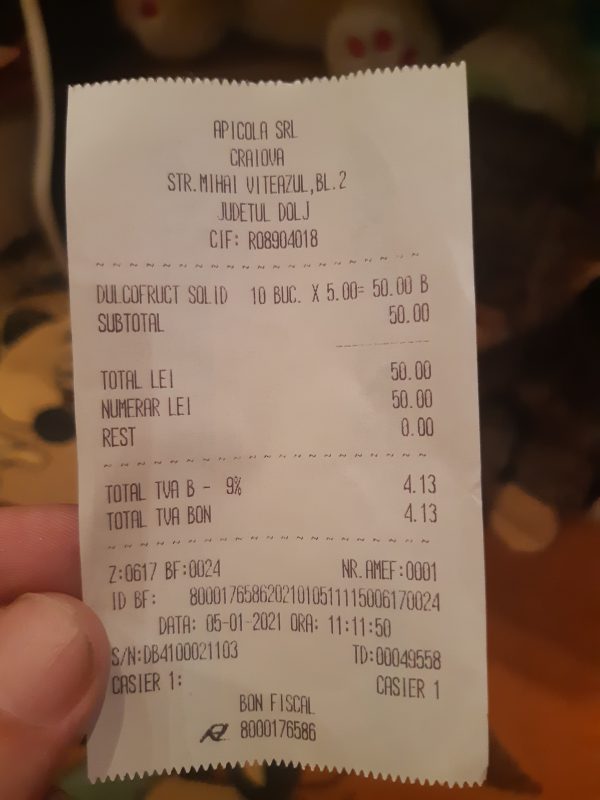 APICOLA SRL
CRAIOVA
STR.MIHAI VITEAZUL,BL.2
JUDETUL DOLJ
CIF: RO8904018
DULCOFRUCT SOLID 10 BUC. X 5.00= 50.00 B
SUBTOTAL 50.00
TOTAL LEI 50.00
NUMERAR LEI 50.00
REST 0.00
TOTAL TVA B - 9% 4.13
TOTAL TVA BON 4.13
Z:0617 BF:0024 NR.AMEF:0001
ID BF: 80001765862021010511115006170024
DATA: 05-01-2021 ORA: 11:11:50
S/N:DB4100021103 TD:00049558
CASIER 1: CASIER 1
BON FISCAL
8000176586